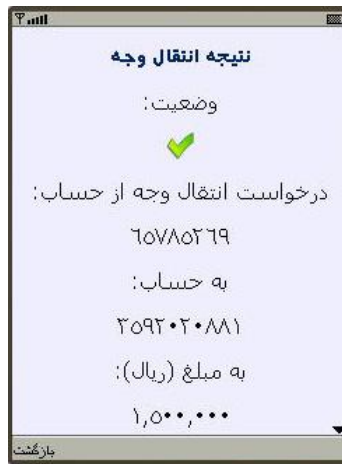 نتیجه انتقال وجه
وضعیت:
درخواست انتقال وجه از حساب:
٦٥٧٨٥٢٦٩
به حساب:
٢٥٩٢٠٢٠٨٨١
به مبلغ (ریال):
١,٥٠٠,٠٠٠
بازگشت